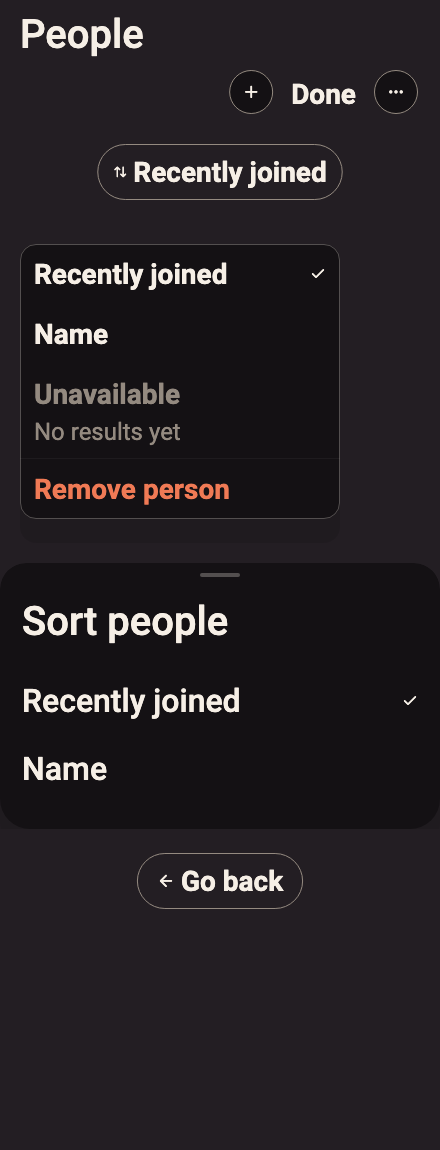 People
Done
Recently joined
Recently joined
Name
Unavailable
No results yet
Remove person
Sort people
Recently joined
Name
Go back